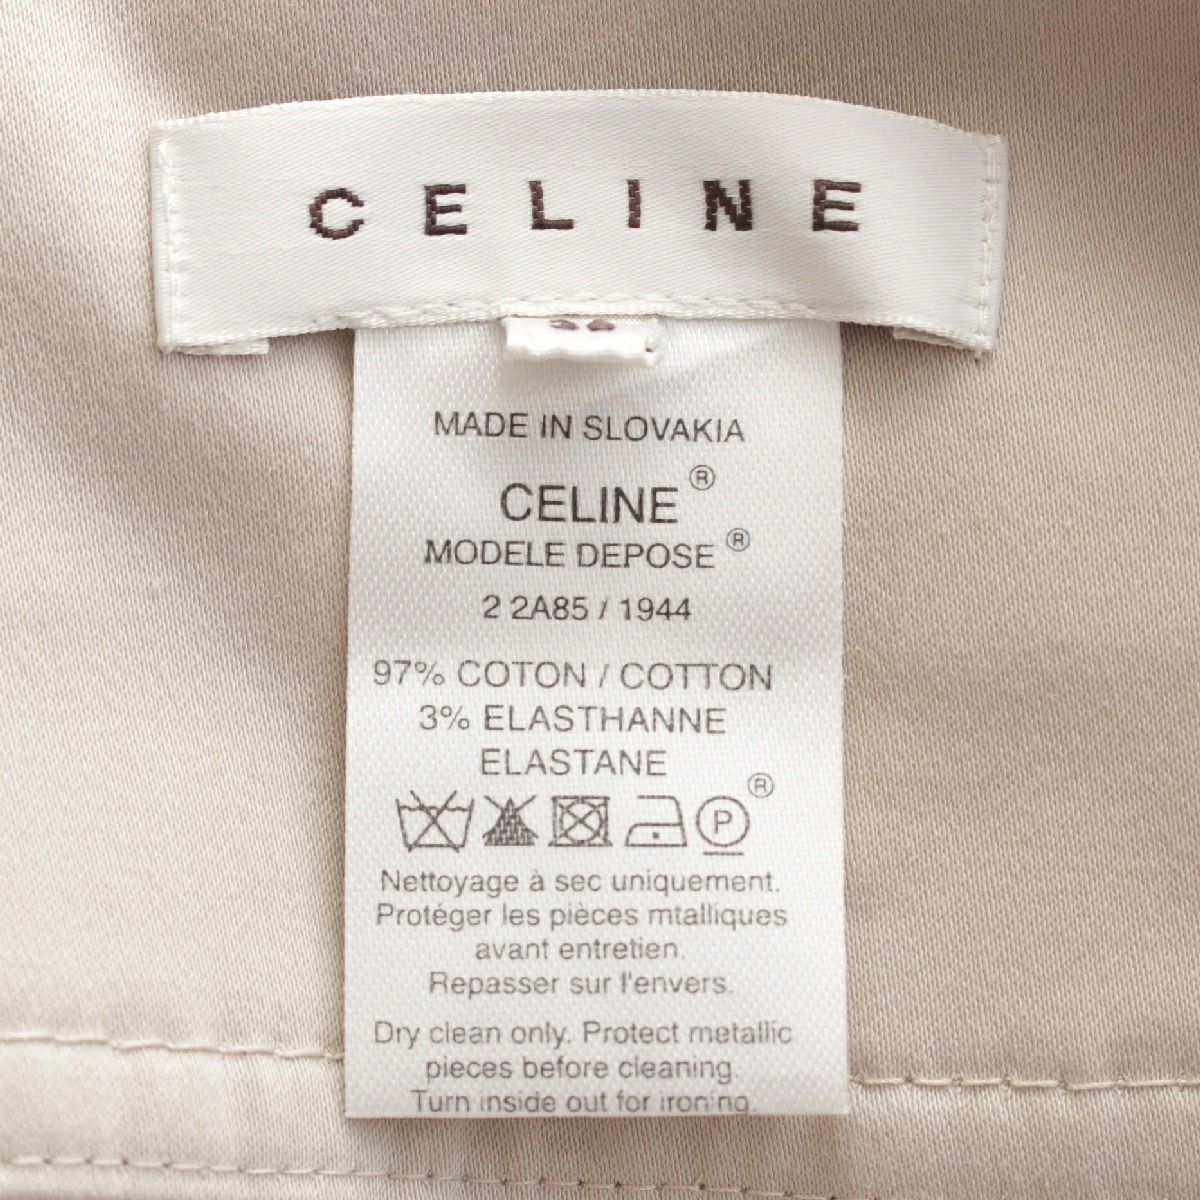 CELINE
MADE IN SLOVAKIA
CELINE®
MODELE DEPOSE®
2 2A85 / 1944
97% COTON / COTTON
3% ELASTHANNE
ELASTANE
P®
Nettoyage à sec uniquement.
Protéger les pièces mtalliques
avant entretien.
Repasser sur l'envers.
Dry clean only. Protect metallic
pieces before cleaning.
Turn inside out for ironing.